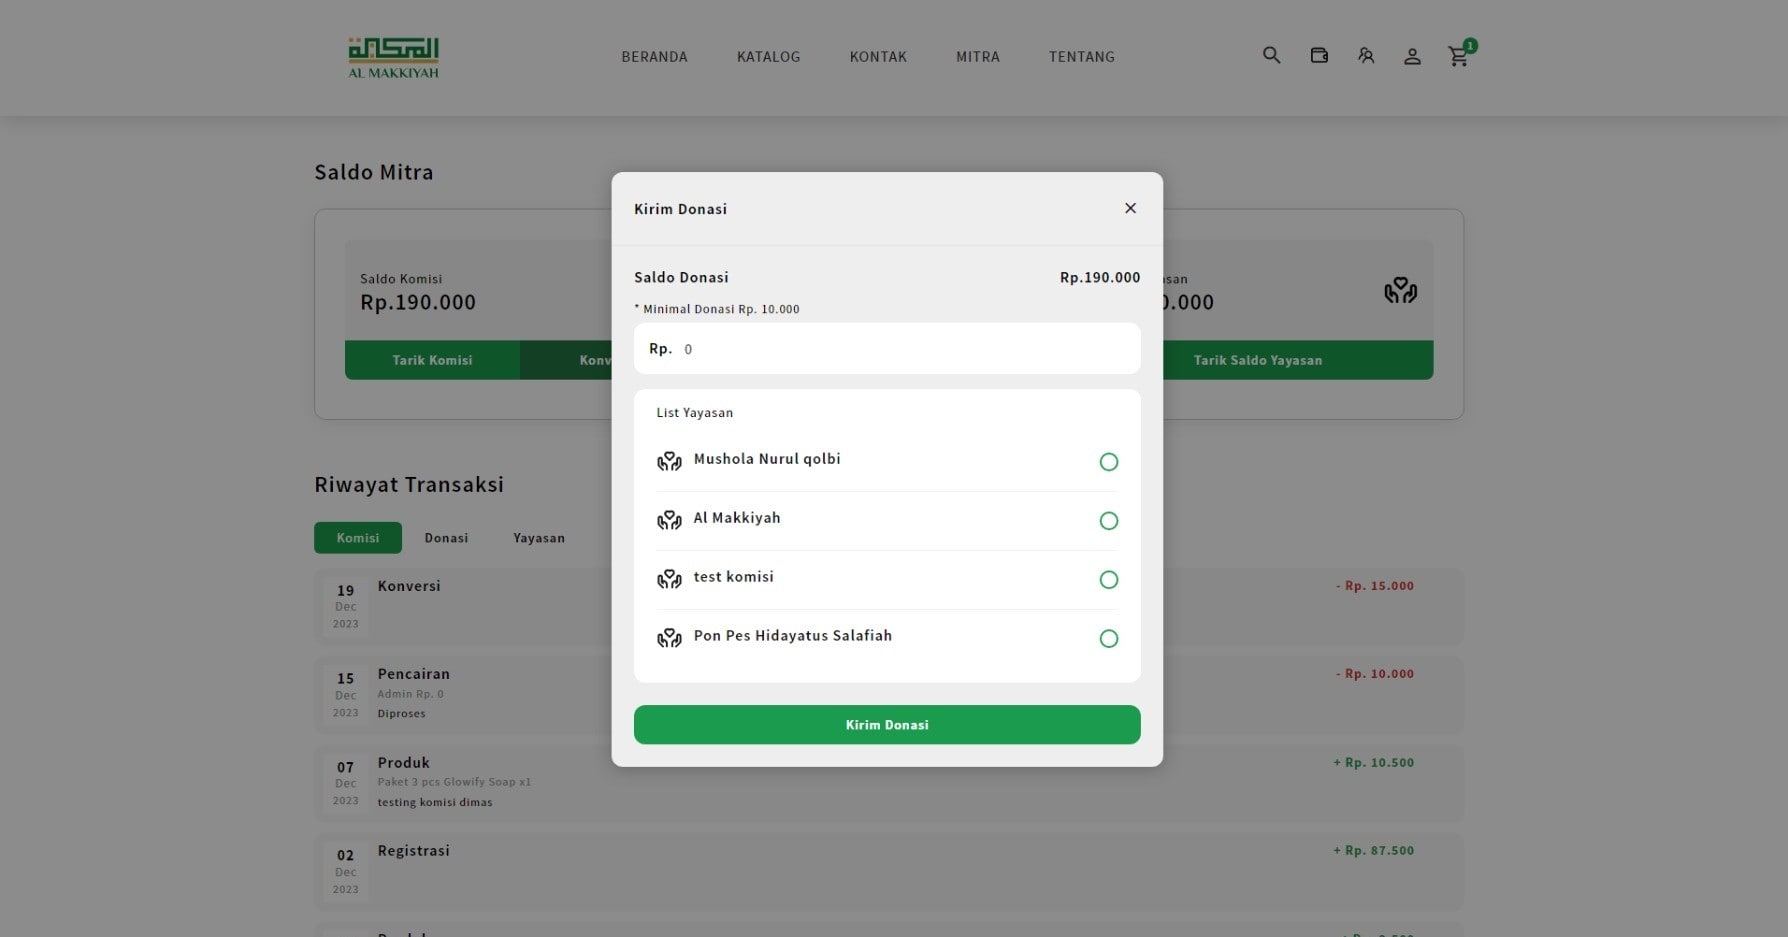 المكية
AL MAKKIYAH
BERANDA KATALOG KONTAK MITRA TENTANG
1
Saldo Mitra
Saldo Komisi
Rp.190.000
Tarik Komisi
Tarik Saldo Yayasan
Kirim Donasi
Saldo Donasi Rp.190.000
* Minimal Donasi Rp. 10.000
Rp. 0
List Yayasan
Mushola Nurul qolbi
Al Makkiyah
test komisi
Pon Pes Hidayatus Salafiah
Kirim Donasi
Riwayat Transaksi
Komisi Donasi Yayasan
19 Dec 2023
Konversi
- Rp. 15.000
15 Dec 2023
Pencairan
Admin Rp. 0
Diproses
- Rp. 10.000
07 Dec 2023
Produk
Paket 3 pcs Glowify Soap x1
testing komisi dimas
+ Rp. 10.500
02 Dec 2023
Registrasi
+ Rp. 87.500